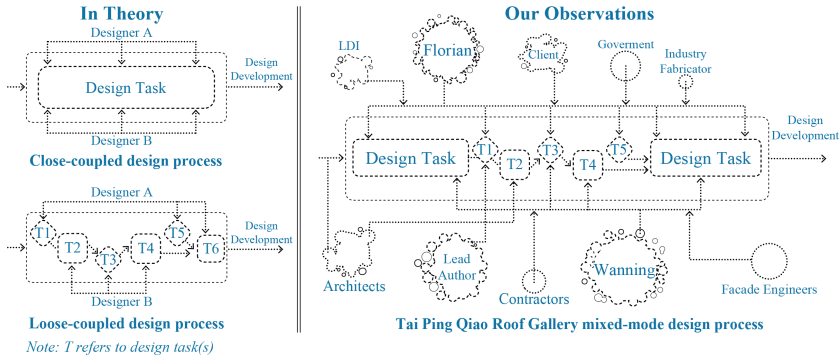 In Theory
Designer A
Design Task
Design
Development
Designer B
Close-coupled design process
Designer A
T1
T2
T3
T4
T5
T6
Design
Development
Designer B
Loose-coupled design process
Note: T refers to design task(s)
Our Observations
LDI
Florian
Client
Goverment
Industry
Fabricator
Design Task
T1
T2
T3
T4
T5
Design Task
Design
Development
Architects
Lead
Author
Contractors
Wanning
Facade Engineers
Tai Ping Qiao Roof Gallery mixed-mode design process